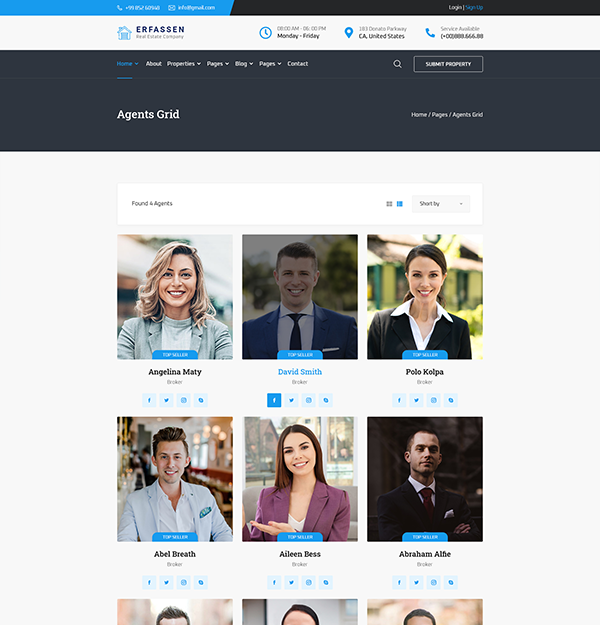 +99 852 60948 info@gmail.com Login | Sign Up
ERFASSEN
Real Estate Company
08:00 AM - 06: 00 PM
Monday - Friday
183 Donato Parkway
CA, United States
Service Available
(+00)888.666.88
Home About Properties Pages Blog Pages Contact SUBMIT PROPERTY
Agents Grid
Home / Pages / Agents Grid
Found 4 Agents
Short by
TOP SELLER TOP SELLER TOP SELLER
Angelina Maty David Smith Polo Kolpa
Broker Broker Broker
TOP SELLER TOP SELLER TOP SELLER
Abel Breath Aileen Bess Abraham Alfie
Broker Broker Broker